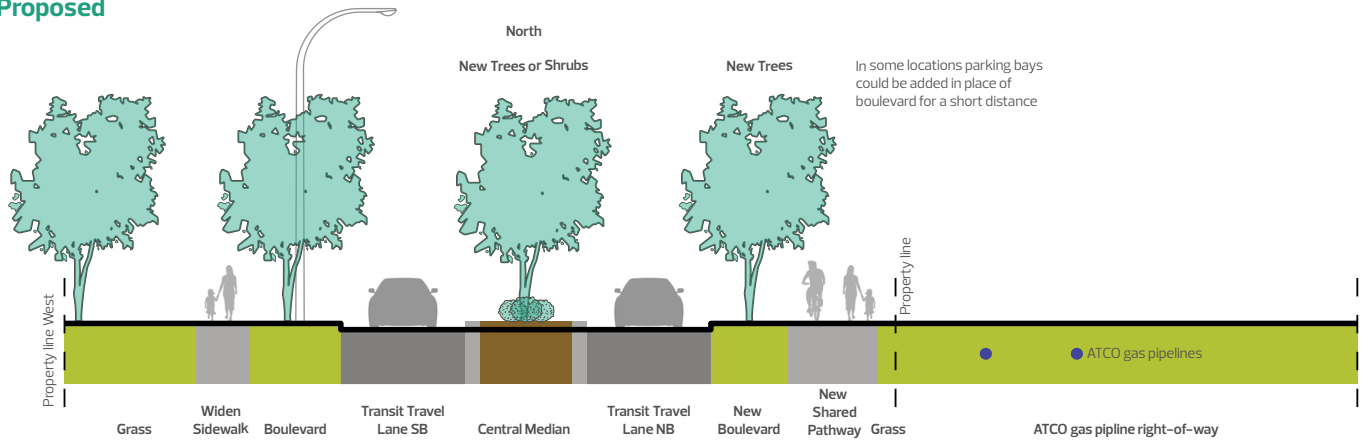 Proposed
North
New Trees or Shrubs
New Trees
In some locations parking bays
could be added in place of
boulevard for a short distance
Property line West
Property line
ATCO gas pipelines
Grass
Widen
Sidewalk
Boulevard
Transit Travel
Lane SB
Central Median
Transit Travel
Lane NB
New
Boulevard
New
Shared
Pathway
Grass
ATCO gas pipline right-of-way